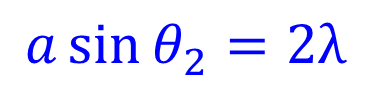 a sin θ₂ = 2λ